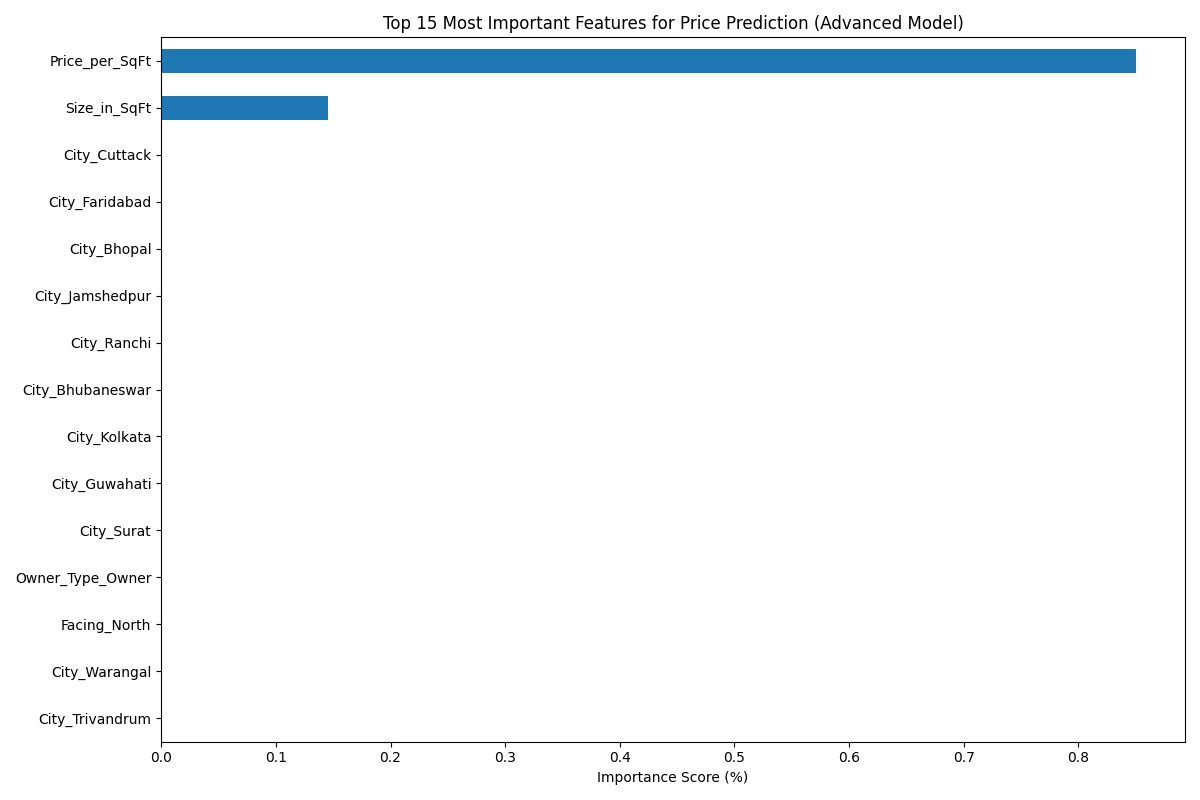 Top 15 Most Important Features for Price Prediction (Advanced Model)
Price_per_SqFt
Size_in_SqFt
City_Cuttack
City_Faridabad
City_Bhopal
City_Jamshedpur
City_Ranchi
City_Bhubaneswar
City_Kolkata
City_Guwahati
City_Surat
Owner_Type_Owner
Facing_North
City_Warangal
City_Trivandrum
0.0 0.1 0.2 0.3 0.4 0.5 0.6 0.7 0.8
Importance Score (%)